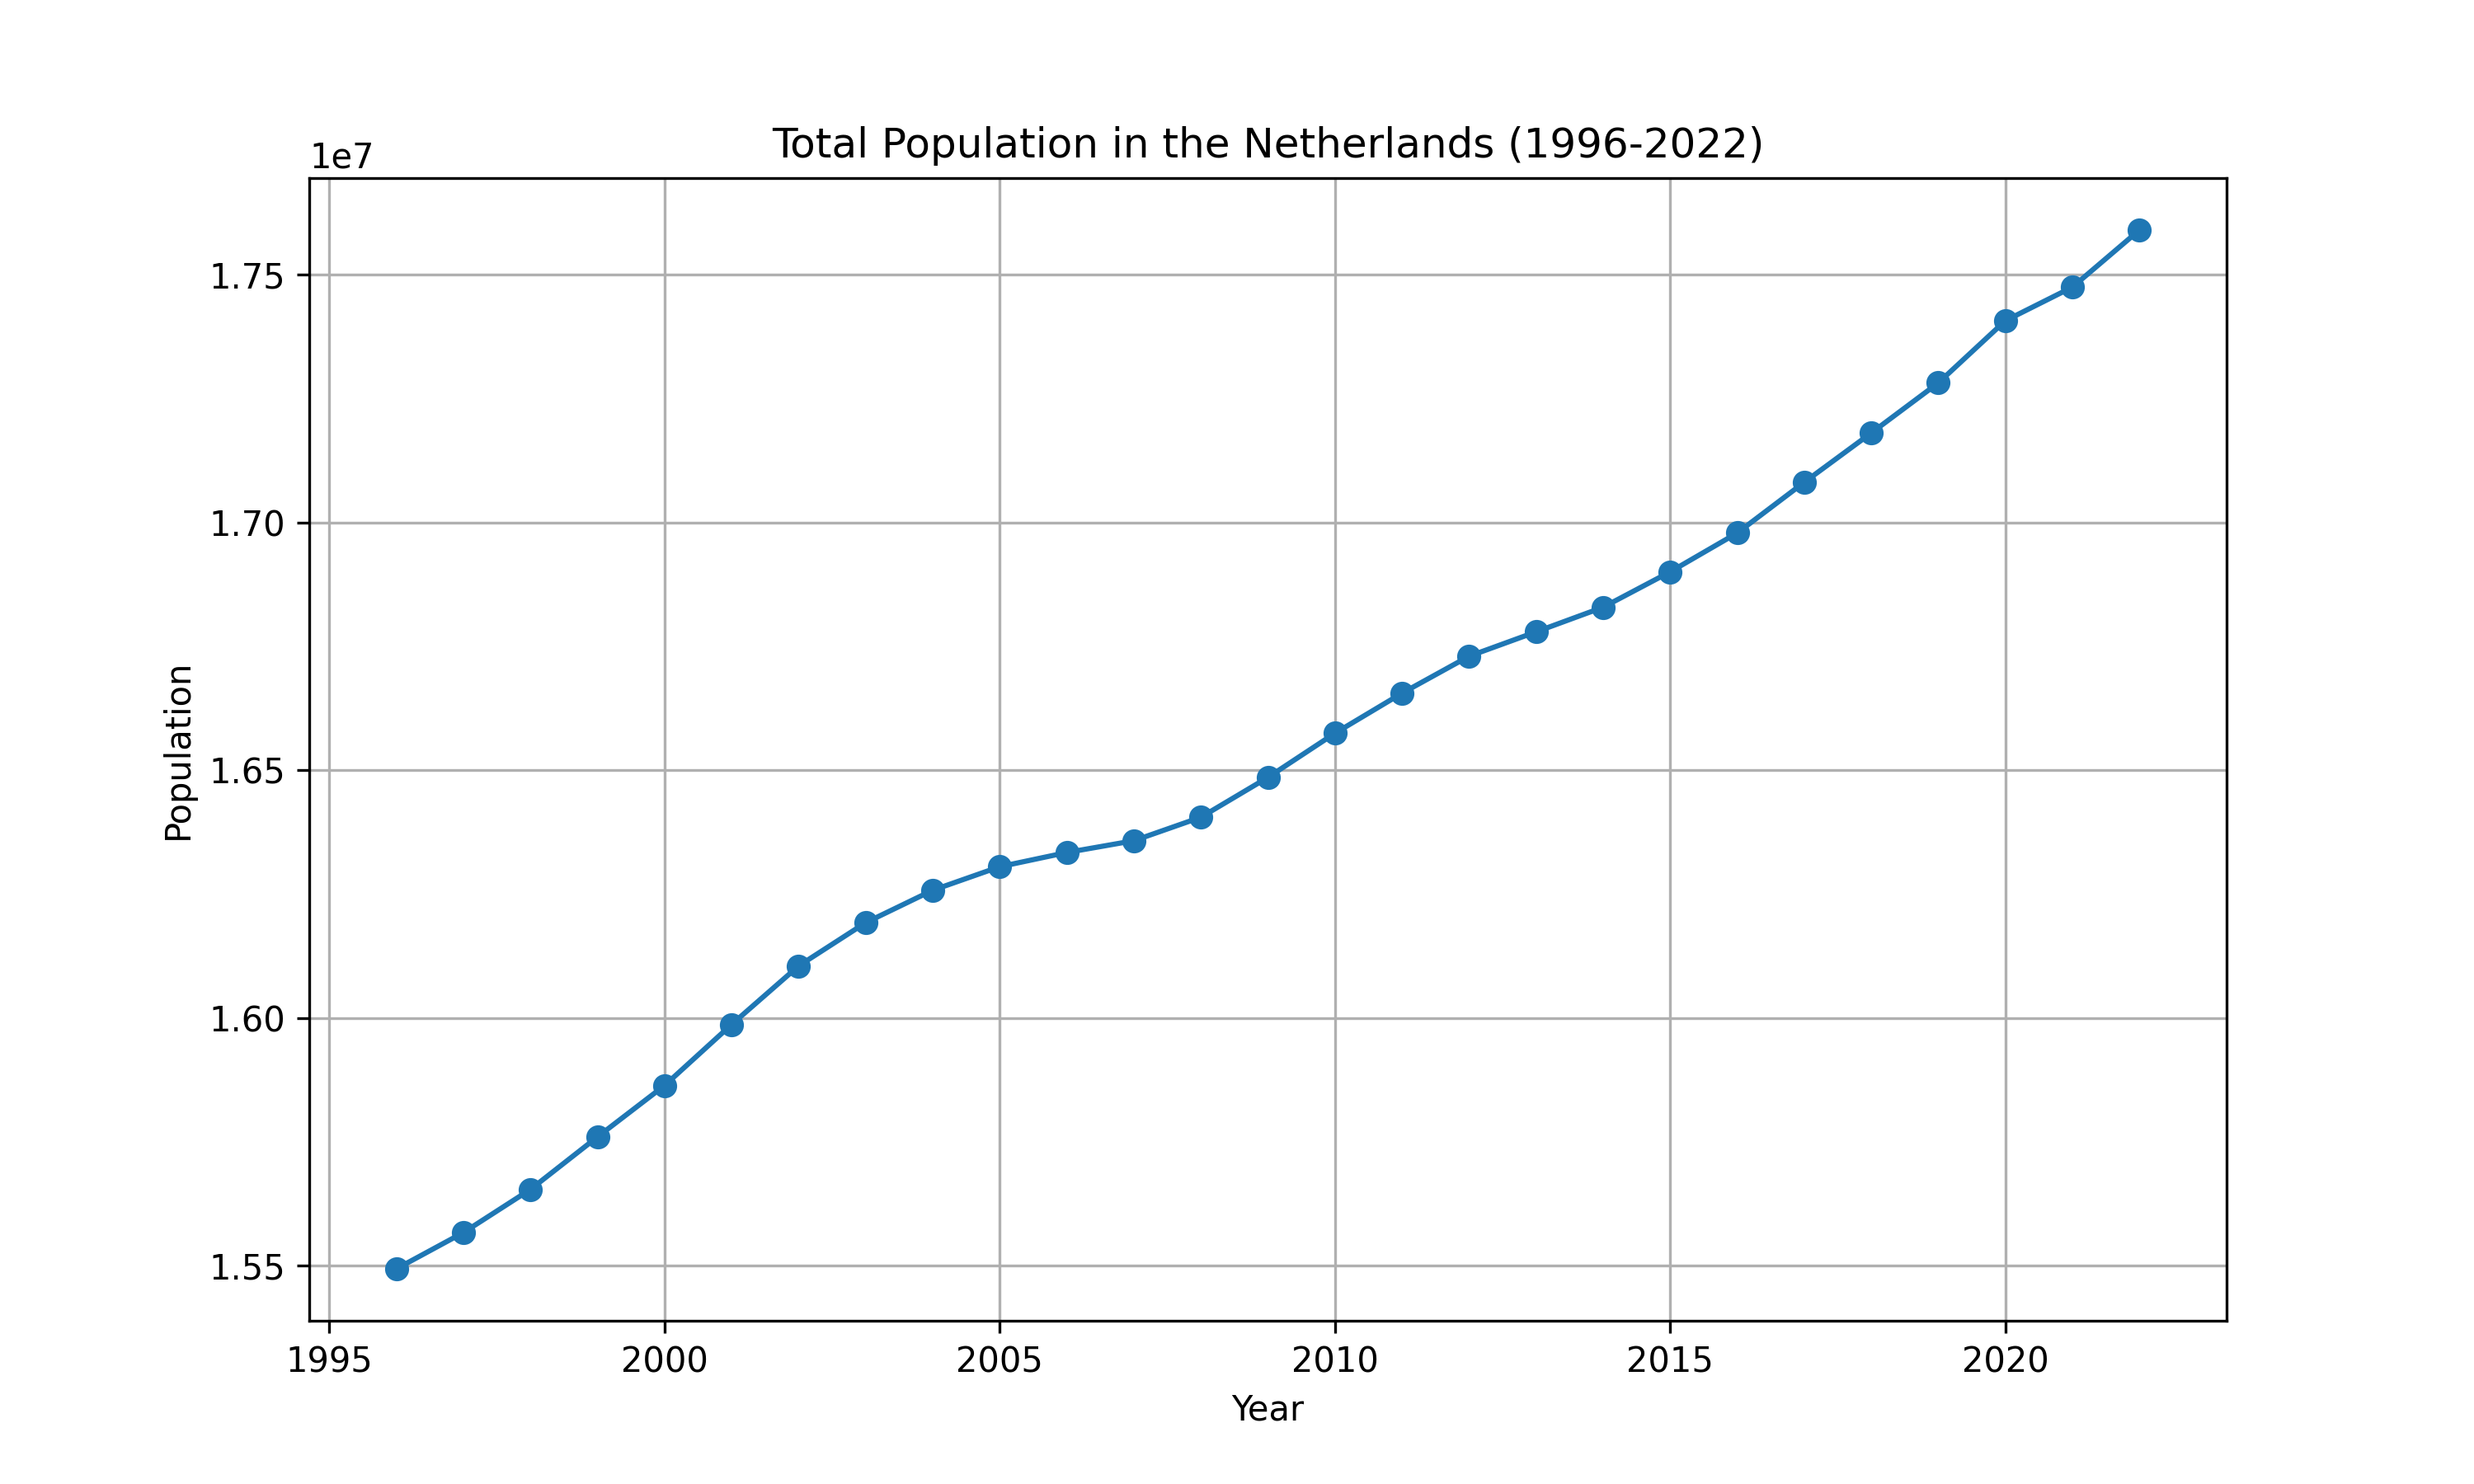 Total Population in the Netherlands (1996-2022)
1e7
1.75
1.70
1.65
1.60
1.55
Population
1995 2000 2005 2010 2015 2020
Year